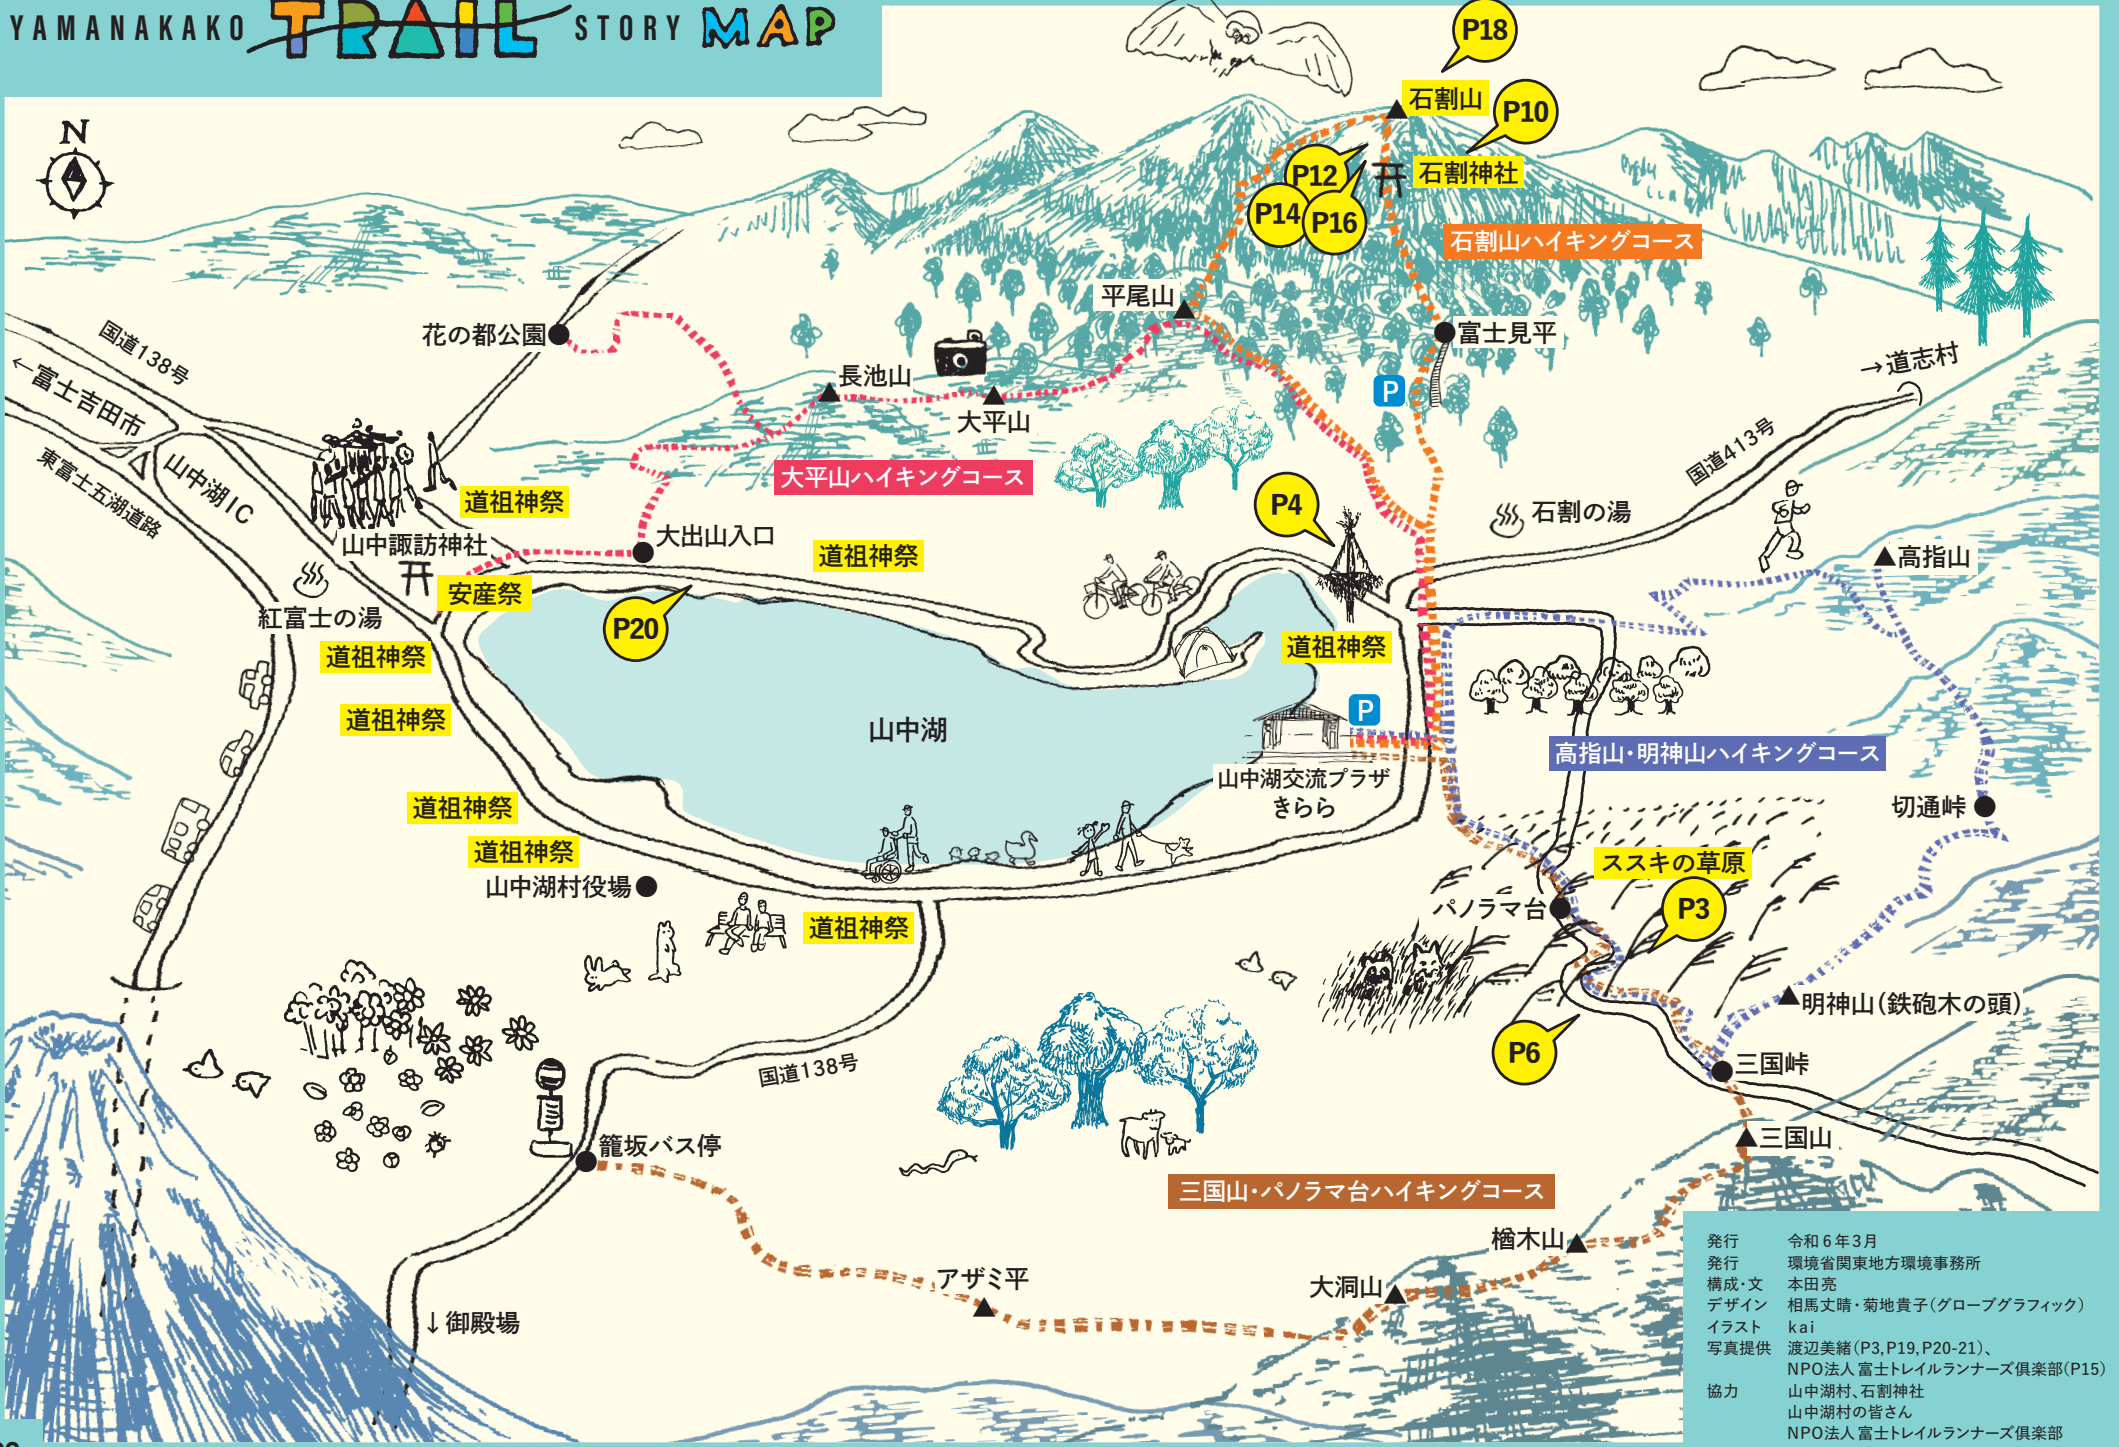 YAMANAKAKO TRAIL STORY MAP
N
P18
石割山
P10
P12
石割神社
P14
P16
石割山ハイキングコース
平尾山
富士見平
花の都公園
国道138号
←富士吉田市
P
→道志村
長池山
大平山
国道413号
山中湖IC
東富士五湖道路
大平山ハイキングコース
道祖神祭
P4
石割の湯
山中諏訪神社
大出山入口
道祖神祭
高指山
安産祭
紅富士の湯
P20
道祖神祭
道祖神祭
道祖神祭
山中湖
P
高指山・明神山ハイキングコース
山中湖交流プラザ
きらら
切通峠
道祖神祭
道祖神祭
ススキの草原
山中湖村役場
パノラマ台
P3
道祖神祭
明神山(鉄砲木の頭)
P6
国道138号
三国峠
籠坂バス停
三国山
三国山・パノラマ台ハイキングコース
楢木山
アザミ平
大洞山
↓御殿場
発行 令和6年3月
発行 環境省関東地方環境事務所
構成・文 本田亮
デザイン 相馬丈晴・菊地貴子(グローブグラフィック)
イラスト kai
写真提供 渡辺美緒(P3,P19,P20-21)、
NPO法人富士トレイルランナーズ倶楽部(P15)
協力 山中湖村、石割神社
山中湖村の皆さん
NPO法人富士トレイルランナーズ倶楽部